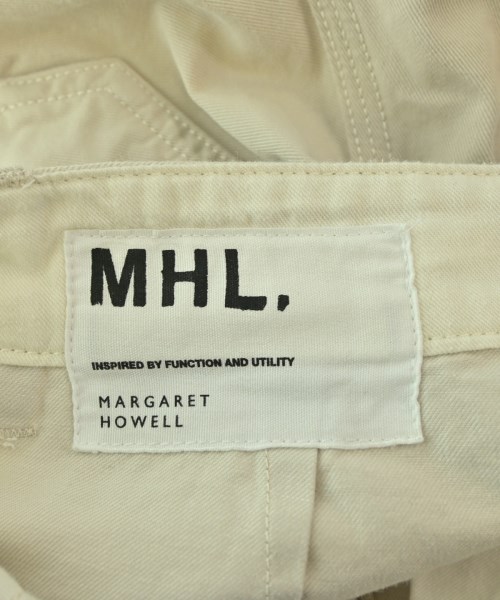 MHL.
INSPIRED BY FUNCTION AND UTILITY
MARGARET
HOWELL